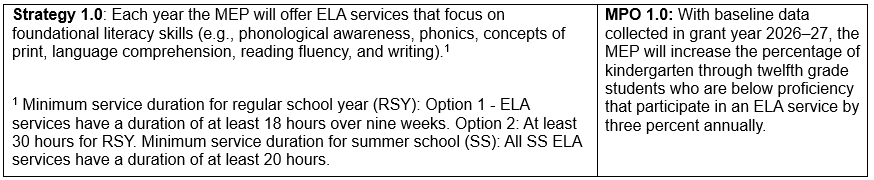 Strategy 1.0: Each year the MEP will offer ELA services that focus on
foundational literacy skills (e.g., phonological awareness, phonics, concepts of
print, language comprehension, reading fluency, and writing).¹
¹ Minimum service duration for regular school year (RSY): Option 1 - ELA
services have a duration of at least 18 hours over nine weeks. Option 2: At least
30 hours for RSY. Minimum service duration for summer school (SS): All SS ELA
services have a duration of at least 20 hours.
MPO 1.0: With baseline data
collected in grant year 2026–27, the
MEP will increase the percentage of
kindergarten through twelfth grade
students who are below proficiency
that participate in an ELA service by
three percent annually.